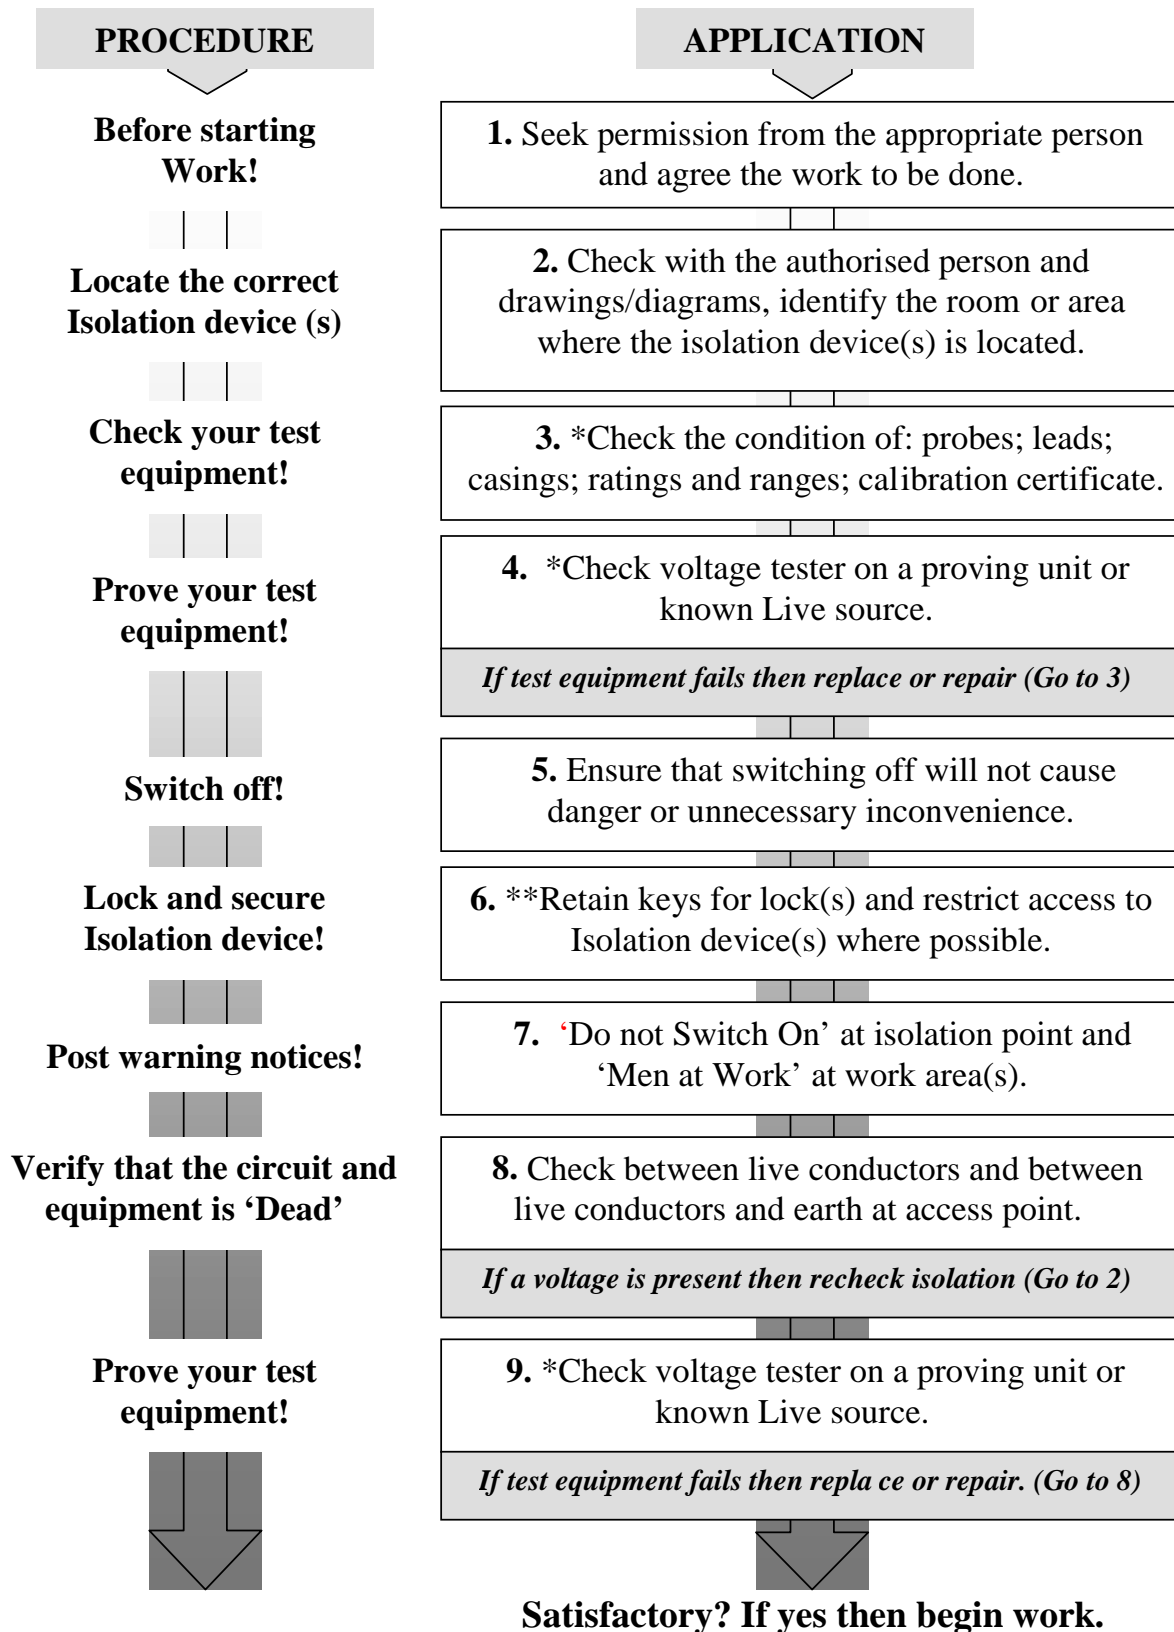 PROCEDURE
APPLICATION
Before starting
Work!
1. Seek permission from the appropriate person
and agree the work to be done.
Locate the correct
Isolation device (s)
2. Check with the authorised person and
drawings/diagrams, identify the room or area
where the isolation device(s) is located.
Check your test
equipment!
3. *Check the condition of: probes; leads;
casings; ratings and ranges; calibration certificate.
Prove your test
equipment!
4. *Check voltage tester on a proving unit or
known Live source.
If test equipment fails then replace or repair (Go to 3)
Switch off!
5. Ensure that switching off will not cause
danger or unnecessary inconvenience.
Lock and secure
Isolation device!
6. **Retain keys for lock(s) and restrict access to
Isolation device(s) where possible.
Post warning notices!
7. ‘Do not Switch On’ at isolation point and
‘Men at Work’ at work area(s).
Verify that the circuit and
equipment is ‘Dead’
8. Check between live conductors and between
live conductors and earth at access point.
If a voltage is present then recheck isolation (Go to 2)
Prove your test
equipment!
9. *Check voltage tester on a proving unit or
known Live source.
If test equipment fails then repla ce or repair. (Go to 8)
Satisfactory? If yes then begin work.